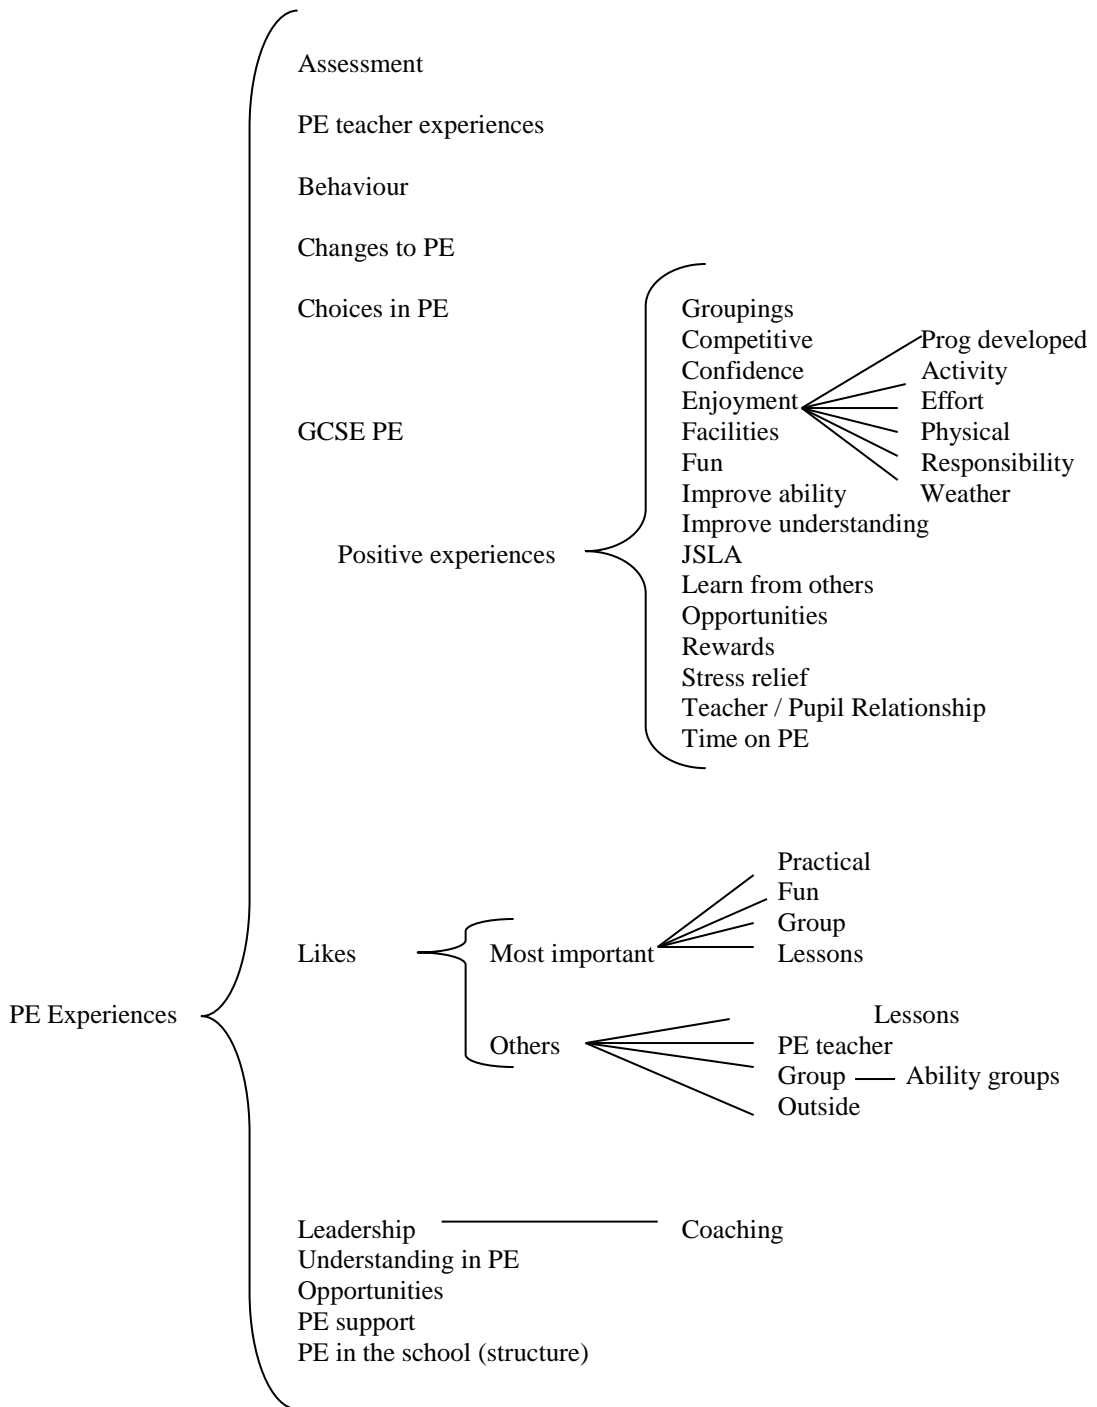 Assessment
PE teacher experiences
Behaviour
Changes to PE
Choices in PE
Groupings
Competitive
Prog developed
Confidence
Activity
Enjoyment
Effort
GCSE PE
Facilities
Physical
Fun
Responsibility
Improve ability
Weather
Improve understanding
Positive experiences
JSLA
Learn from others
Opportunities
Rewards
Stress relief
Teacher / Pupil Relationship
Time on PE
Practical
Fun
Group
Likes
Most important
Lessons
PE Experiences
Lessons
Others
PE teacher
Group
Ability groups
Outside
Leadership
Coaching
Understanding in PE
Opportunities
PE support
PE in the school (structure)